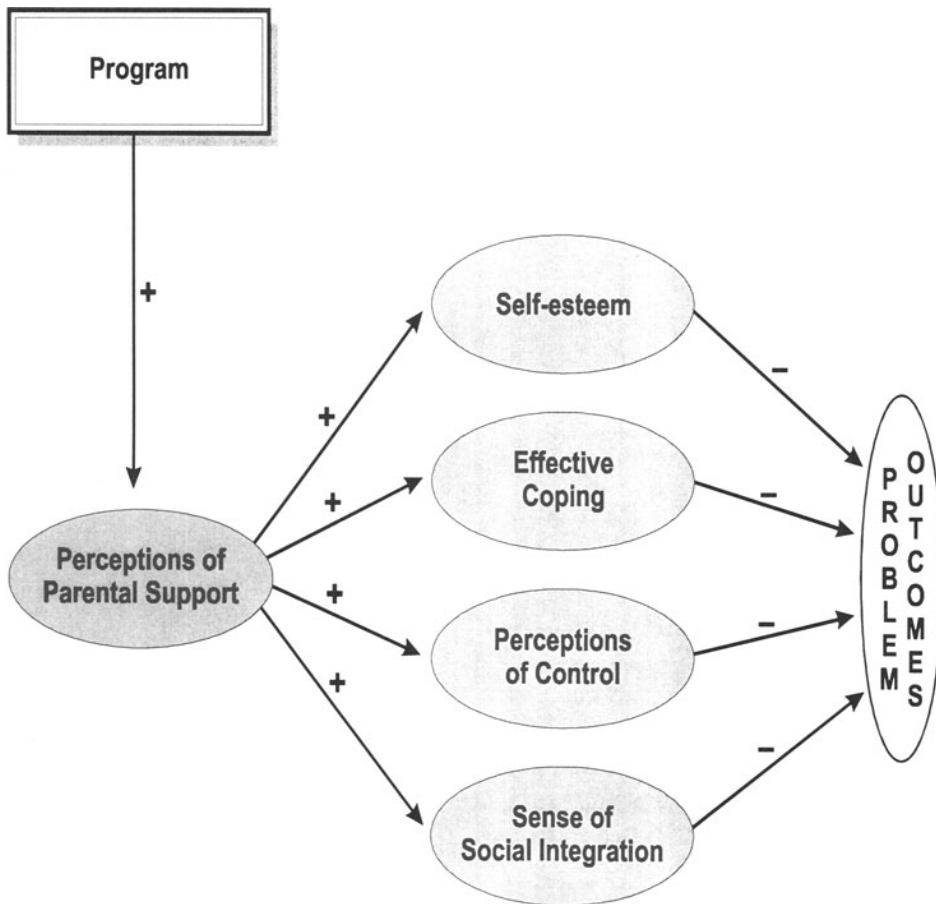 Program
+
Self-esteem
−
+
Effective
Coping
+
−
Perceptions of
Parental Support
+
Perceptions
of Control
−
+
Sense of
Social Integration
−
PROBLEM
OUTCOMES